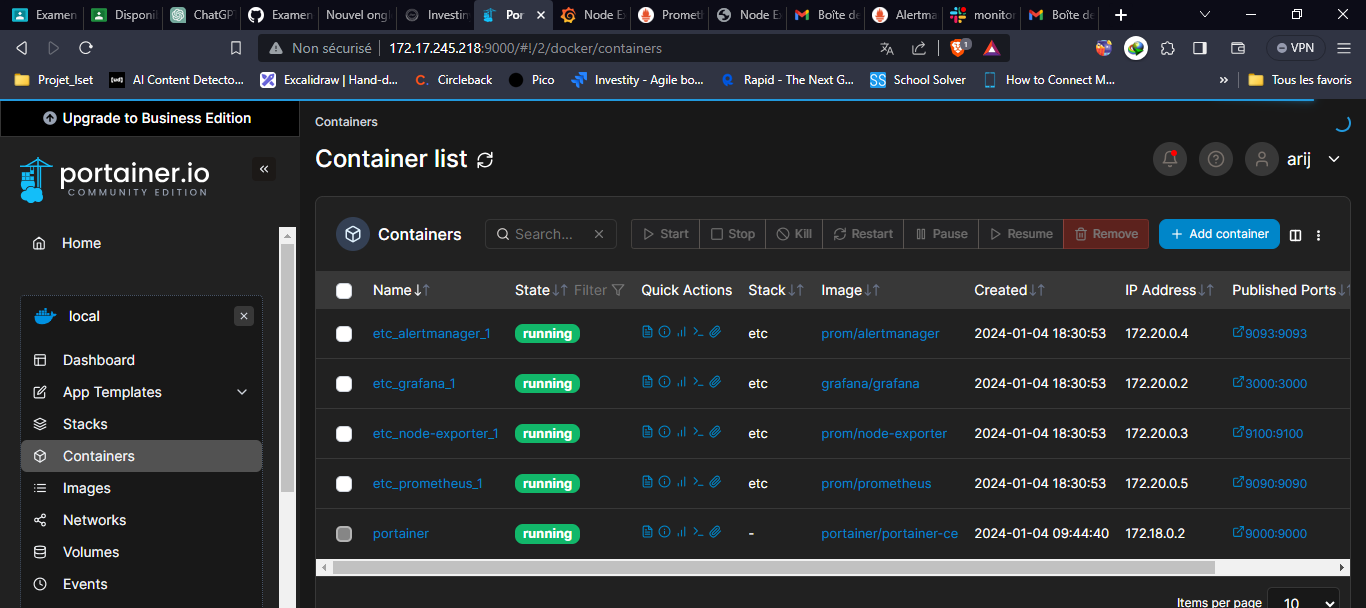 Examen
Disponil
ChatGP
Examen
Nouvel ongl
Investin
Por
Node E
Prometh
Node Ex
Boîte de
Alertma
monitor
Boîte de
Non sécurisé
172.17.245.218:9000/#!/2/docker/containers
1
VPN
Projet_Iset
AI Content Detecto...
Excalidraw | Hand-d...
Circleback
Pico
Investity - Agile bo...
Rapid - The Next G...
School Solver
How to Connect M...
»
Tous les favoris
Upgrade to Business Edition
portainer.io
COMMUNITY EDITION
Home
local
Dashboard
App Templates
Stacks
Containers
Images
Networks
Volumes
Events
Containers
Container list
arij
Containers
Search...
Start
Stop
Kill
Restart
Pause
Resume
Remove
+ Add container
Name State Filter Quick Actions Stack Image Created IP Address Published Ports
etc_alertmanager_1 running etc prom/alertmanager 2024-01-04 18:30:53 172.20.0.4 9093:9093
etc_grafana_1 running etc grafana/grafana 2024-01-04 18:30:53 172.20.0.2 3000:3000
etc_node-exporter_1 running etc prom/node-exporter 2024-01-04 18:30:53 172.20.0.3 9100:9100
etc_prometheus_1 running etc prom/prometheus 2024-01-04 18:30:53 172.20.0.5 9090:9090
portainer running - portainer/portainer-ce 2024-01-04 09:44:40 172.18.0.2 9000:9000
Items per page 10